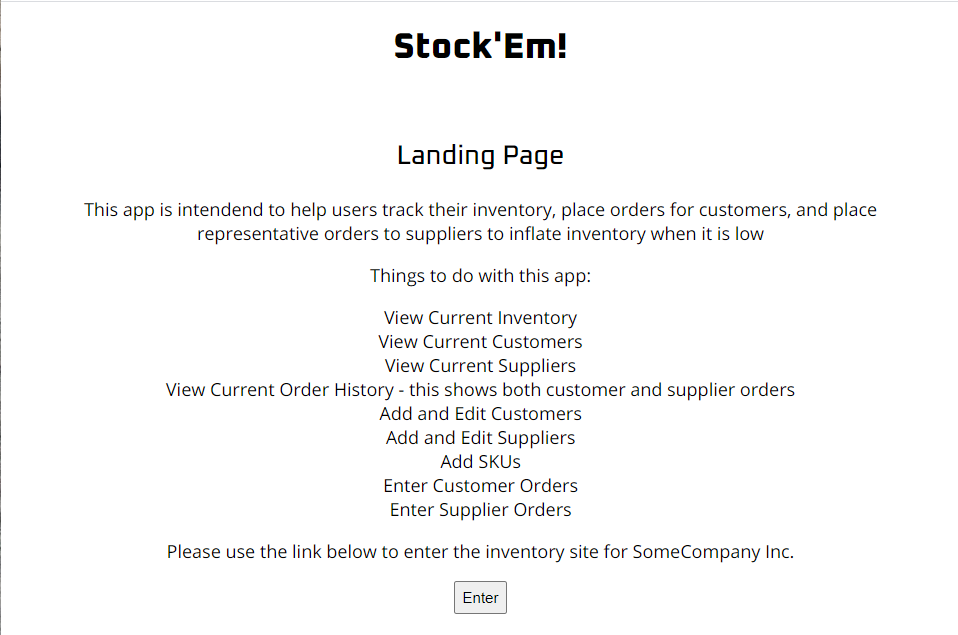 Stock'Em!
Landing Page
This app is intendend to help users track their inventory, place orders for customers, and place
representative orders to suppliers to inflate inventory when it is low
Things to do with this app:
View Current Inventory
View Current Customers
View Current Suppliers
View Current Order History - this shows both customer and supplier orders
Add and Edit Customers
Add and Edit Suppliers
Add SKUs
Enter Customer Orders
Enter Supplier Orders
Please use the link below to enter the inventory site for SomeCompany Inc.
Enter